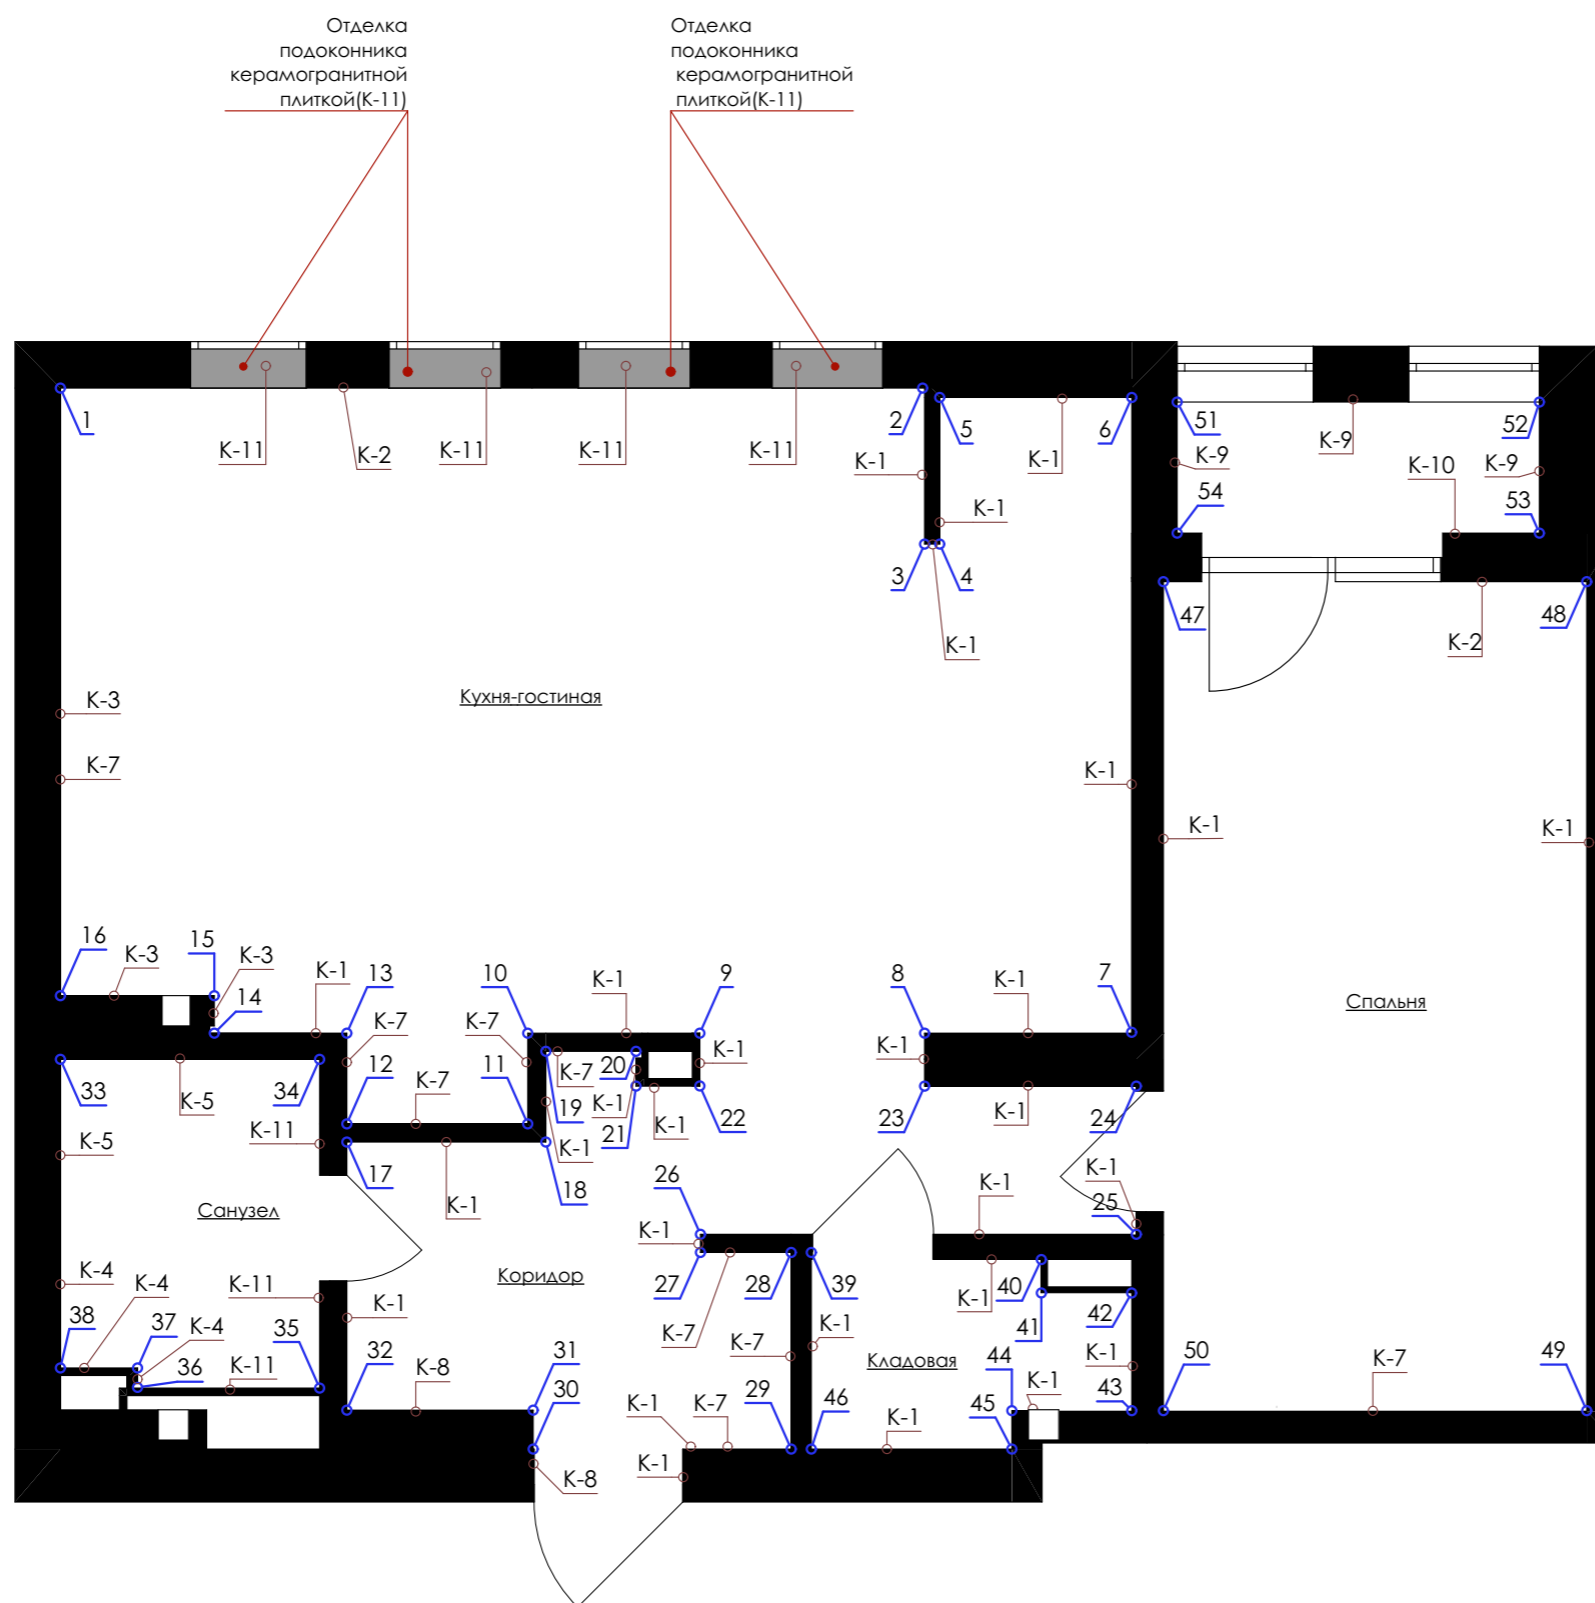 Отделка
подоконника
керамогранитной
плиткой(К-11)
Отделка
подоконника
керамогранитной
плиткой(К-11)
1
К-11
К-2
К-11
К-11
К-11
2
К-1
5
К-1
6
К-1
3
4
К-1
51
К-9
К-9
52
К-10
К-9
54
53
47
К-2
48
Кухня-гостиная
К-3
К-7
К-1
К-1
К-1
16
К-3
15
К-3
14
К-1
13
К-7
10
К-7
К-1
9
8
К-1
7
Спальня
12
К-7
11
К-7
20
19
К-1
21
К-1
К-1
22
К-1
23
К-1
24
33
К-5
34
К-11
К-5
17
К-1
К-1
18
26
К-1
К-1
25
Санузел
К-1
27
К-7
28
39
К-1
40
41
42
Коридор
К-4
К-4
К-11
К-1
38
37
К-4
36
35
К-11
32
К-8
31
30
К-7
К-1
Кладовая
44
К-1
К-1
43
50
К-7
49
К-1
К-7
29
46
К-1
45
К-8
К-1